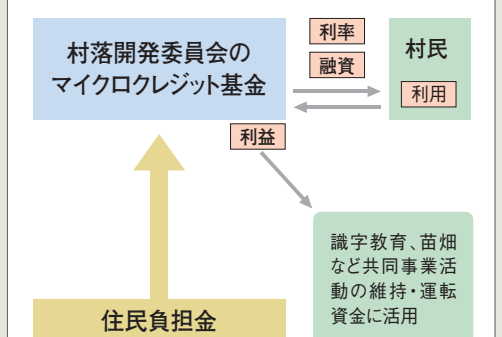 村落開発委員会の
マイクロクレジット基金
利率
融資
村民
利用
利益
識字教育、苗畑
など共同事業活
動の維持・運転
資金に活用
住民負担金